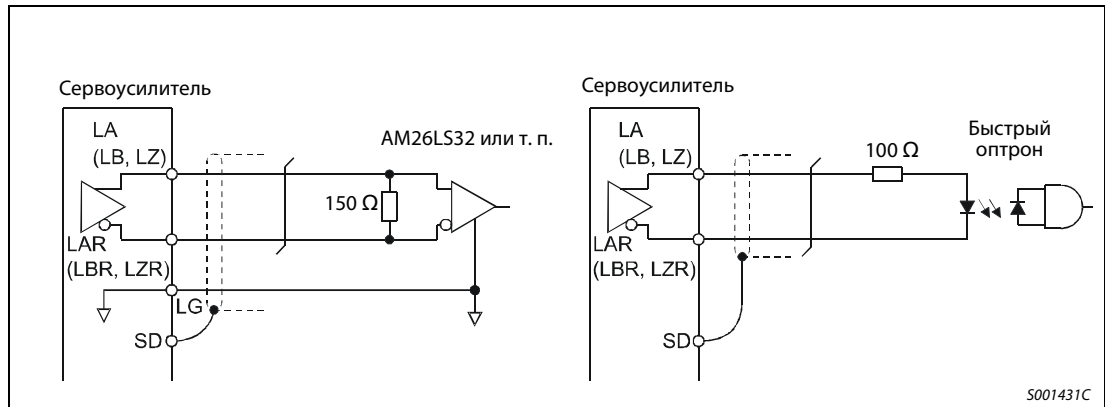 Сервоусилитель
LA
(LB, LZ)
AM26LS32 или т. п.
150 Ω
LAR
(LBR, LZR)
LG
SD
Сервоусилитель
LA
(LB, LZ)
100 Ω
Быстрый
оптрон
LAR
(LBR, LZR)
SD
S001431C